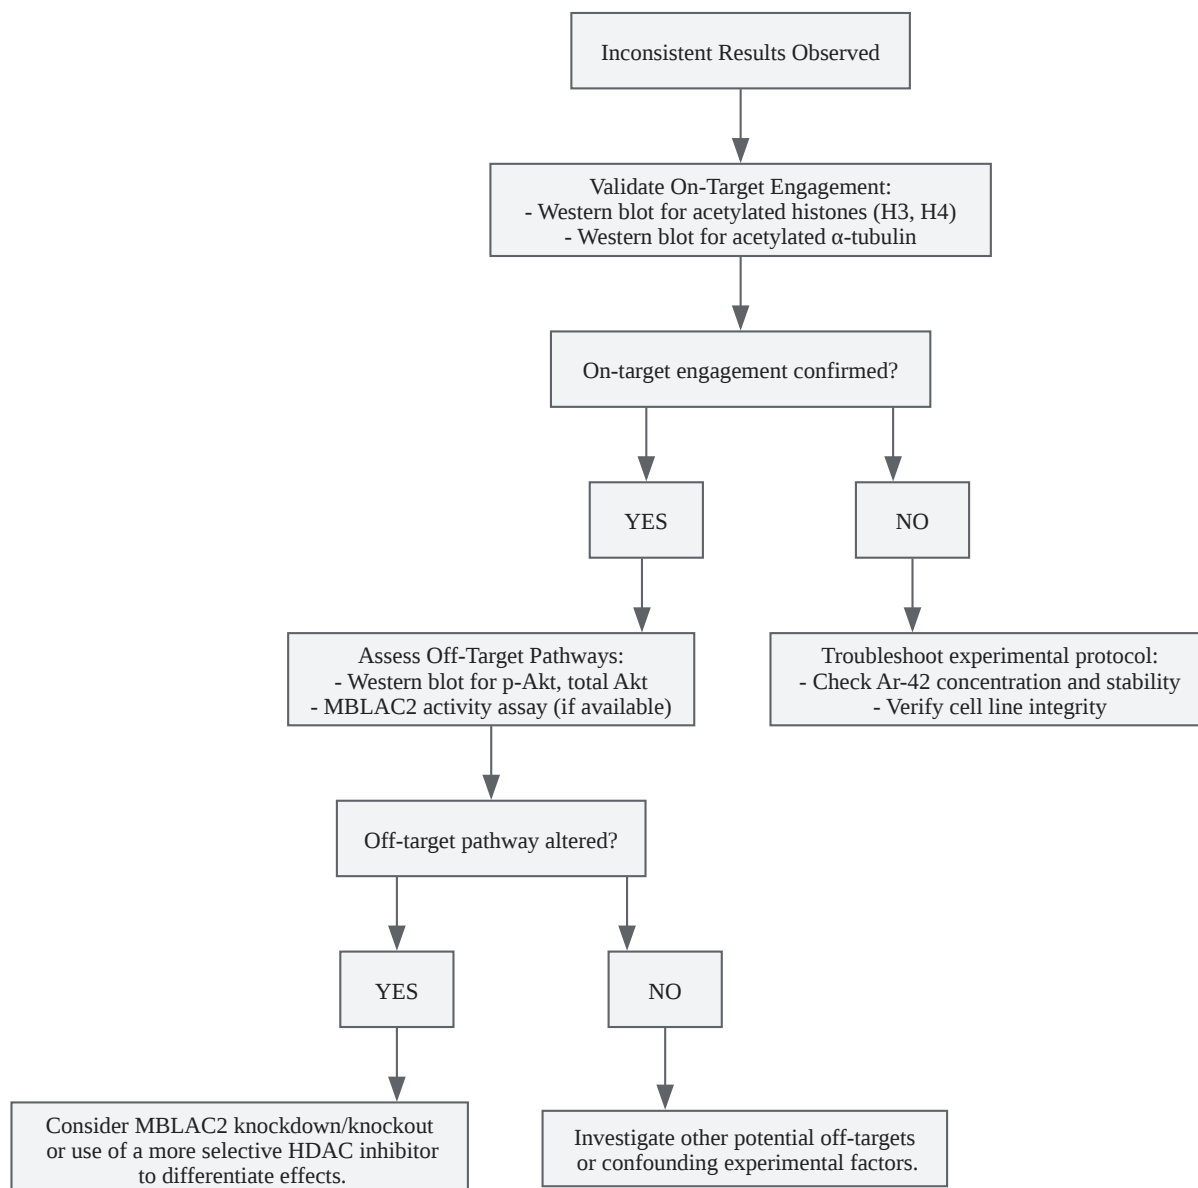 Inconsistent Results Observed
Validate On-Target Engagement:
- Western blot for acetylated histones (H3, H4)
- Western blot for acetylated α-tubulin
On-target engagement confirmed?
YES
NO
Assess Off-Target Pathways:
- Western blot for p-Akt, total Akt
- MBLAC2 activity assay (if available)
Troubleshoot experimental protocol:
- Check Ar-42 concentration and stability
- Verify cell line integrity
Off-target pathway altered?
YES
NO
Consider MBLAC2 knockdown/knockout
or use of a more selective HDAC inhibitor
to differentiate effects.
Investigate other potential off-targets
or confounding experimental factors.